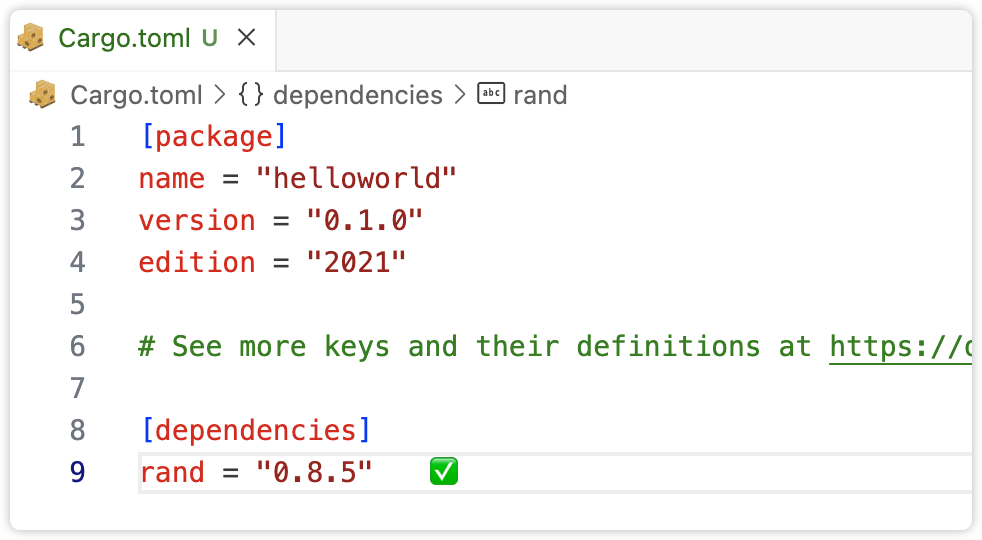 Cargo.toml U
Cargo.toml > {} dependencies > abc rand
1 [package]
2 name = "helloworld"
3 version = "0.1.0"
4 edition = "2021"
5
6 # See more keys and their definitions at https://
7
8 [dependencies]
9 rand = "0.8.5" ✅